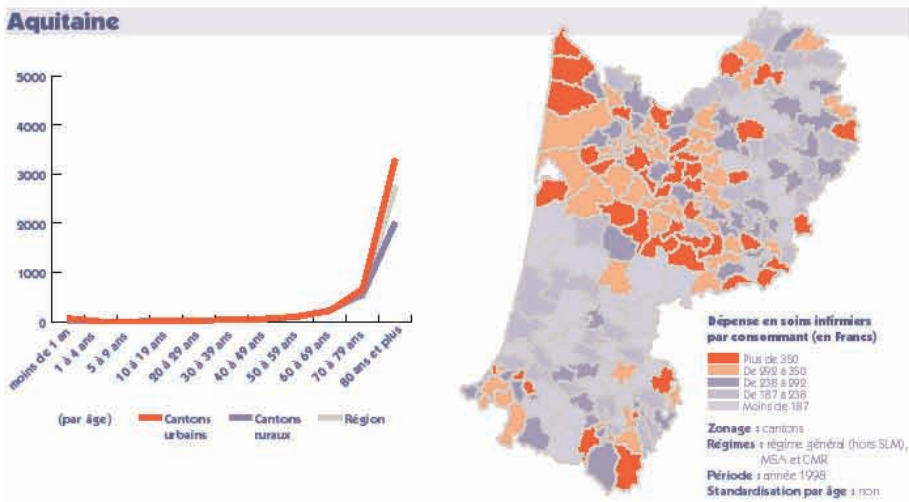 Aquitaine
5000
4000
3000
2000
1000
0
moins de 1 an
1 à 4 ans
5 à 9 ans
10 à 19 ans
20 à 29 ans
30 à 39 ans
40 à 49 ans
50 à 59 ans
60 à 69 ans
70 à 79 ans
80 ans et plus
(par âge)
Cantons urbains
Cantons ruraux
Région
Dépense en soins infirmiers
par consommant (en Francs)
Plus de 350
De 292 à 350
De 238 à 292
De 187 à 238
Moins de 187
Zonage : cantons
Régimes : régime général (hors SLM),
MSA et CMR
Période : année 1998
Standardisation par âge : non